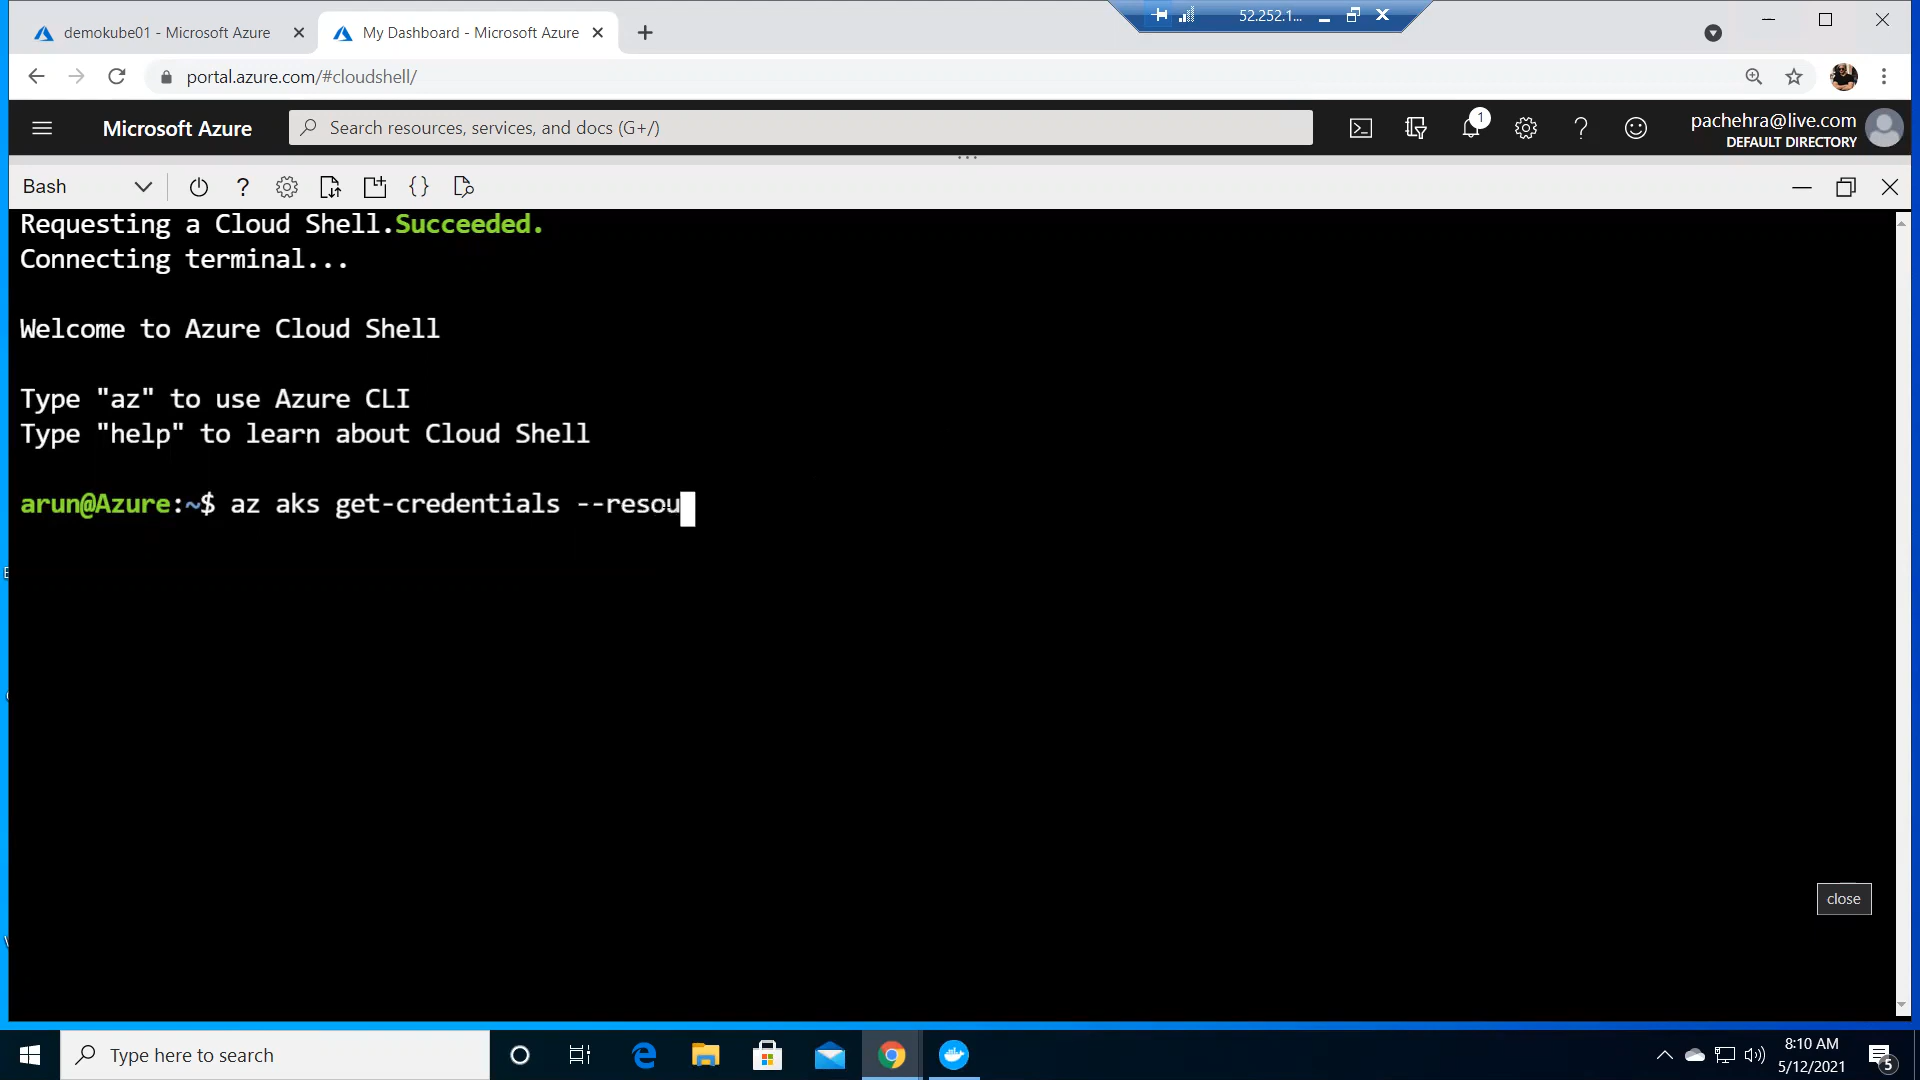 demokube01 - Microsoft Azure
My Dashboard - Microsoft Azure
52.252.1...
portal.azure.com/#cloudshell/
Microsoft Azure
Search resources, services, and docs (G+/)
1
pachehra@live.com
DEFAULT DIRECTORY
Bash
Requesting a Cloud Shell.Succeeded.
Connecting terminal...
Welcome to Azure Cloud Shell
Type "az" to use Azure CLI
Type "help" to learn about Cloud Shell
arun@Azure:~$ az aks get-credentials --resou
close
Type here to search
8:10 AM
5/12/2021
5